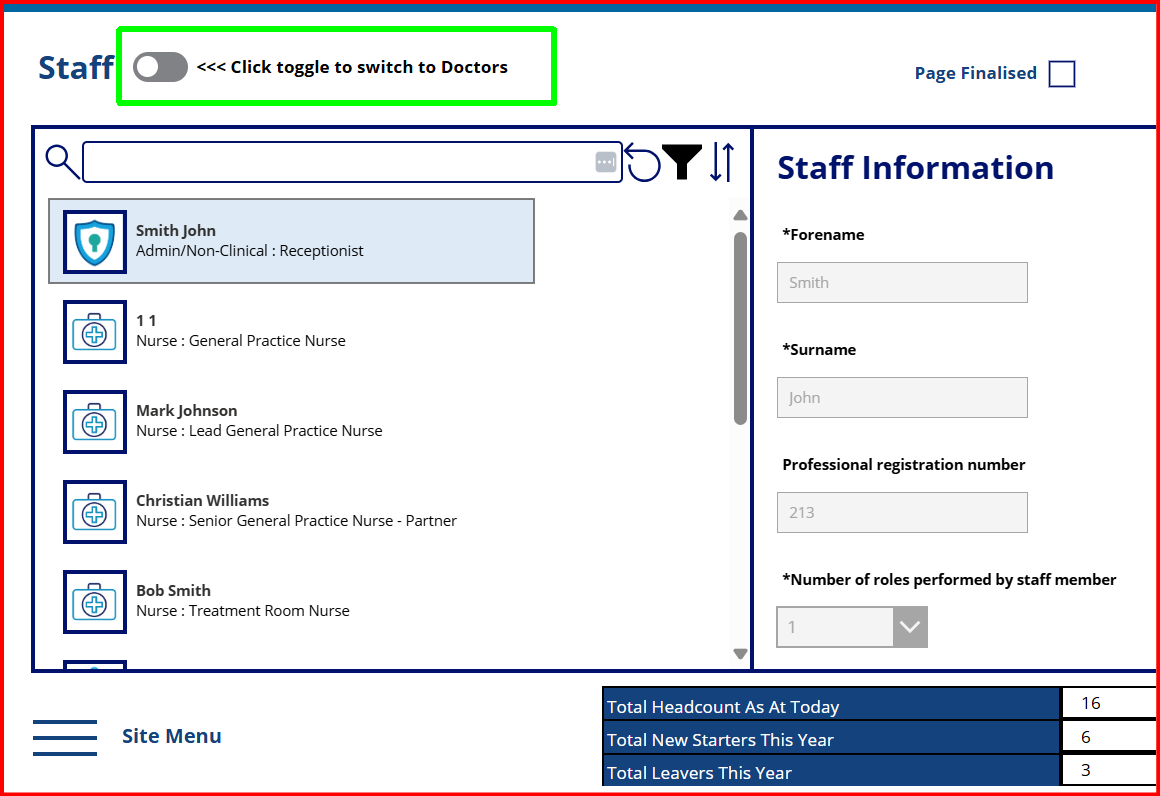 Staff
<<< Click toggle to switch to Doctors
Page Finalised
Smith John
Admin/Non-Clinical : Receptionist
1 1
Nurse : General Practice Nurse
Mark Johnson
Nurse : Lead General Practice Nurse
Christian Williams
Nurse : Senior General Practice Nurse - Partner
Bob Smith
Nurse : Treatment Room Nurse
Staff Information
*Forename
Smith
*Surname
John
Professional registration number
213
*Number of roles performed by staff member
1
Site Menu
Total Headcount As At Today 16
Total New Starters This Year 6
Total Leavers This Year 3